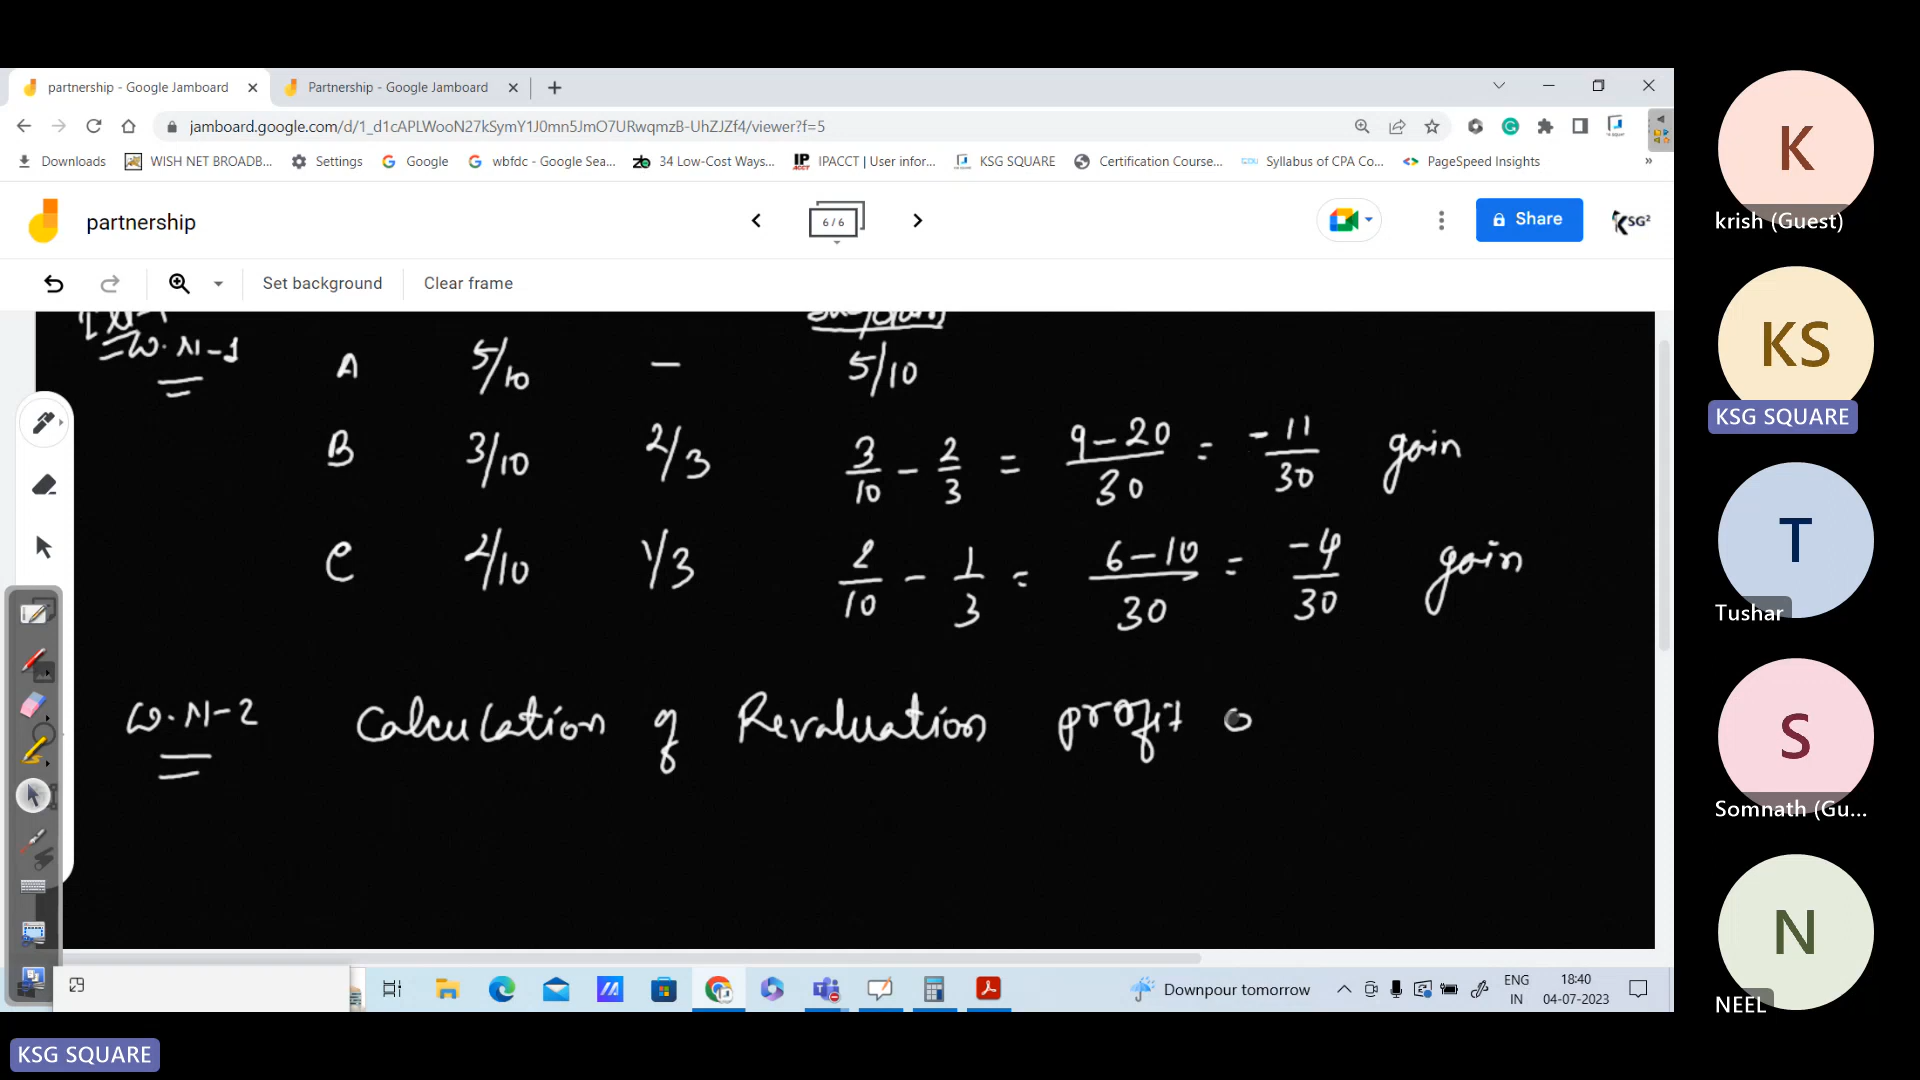 partnership - Google Jamboard
Partnership - Google Jamboard
jamboard.google.com/d/1_d1cAPLWooN27kSymY1J0mn5JmO7URwqmzB-UhZJZf4/viewer?f=5
Downloads WISH NET BROADB... Settings Google wbfdc - Google Sea... 34 Low-Cost Ways... IPACCT | User infor... KSG SQUARE Certification Course... Syllabus of CPA Co... PageSpeed Insights »
partnership
6 / 6
Share
KSG²
Set background Clear frame
W.N-1
A 5/10 — 5/10
B 3/10 2/3 3/10 - 2/3 = 9-20/30 = -11/30 gain
C 2/10 1/3 2/10 - 1/3 = 6-10/30 = -4/30 gain
W.N-2 Calculation of Revaluation profit o
Downpour tomorrow
ENG
IN
18:40
04-07-2023
K
krish (Guest)
KS
KSG SQUARE
T
Tushar
S
Somnath (Gu...
N
NEEL
KSG SQUARE